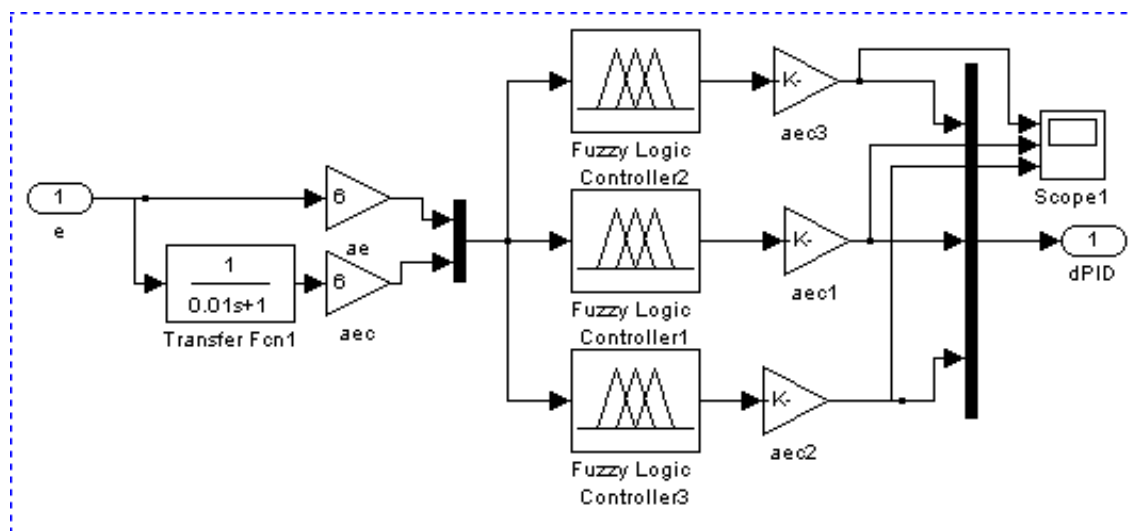 K-
aec3
Fuzzy Logic
Controller2
Scope1
1
e
6
ae
1
0.01s+1
Transfer Fcn1
6
aec
K-
aec1
Fuzzy Logic
Controller1
1
dPID
K-
aec2
Fuzzy Logic
Controller3